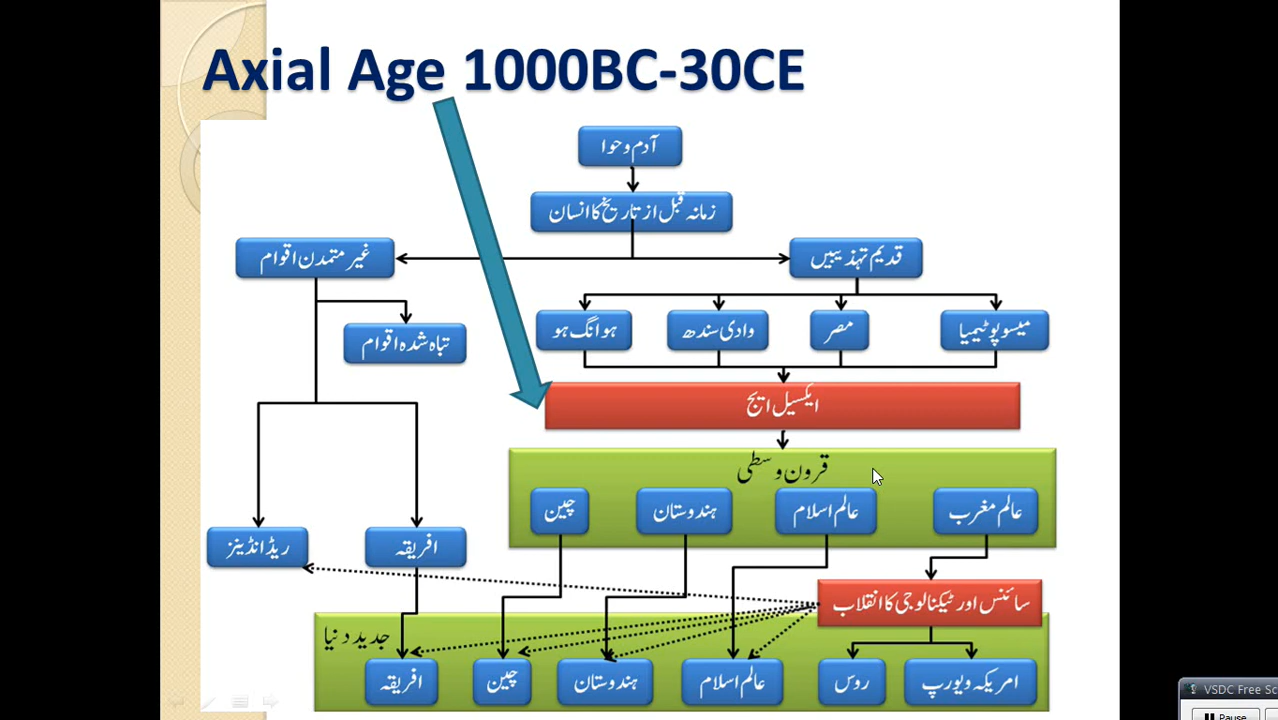 Axial Age 1000BC-30CE
آدم و حوا
زمانہ قبل از تاریخ کا انسان
قدیم تہذیبیں
غیر متمدن اقوام
میسوپوٹیمیا
مصر
وادی سندھ
ہوانگ ہو
تباہ شدہ اقوام
ایکسیل ایج
قرون وسطی
عالم مغرب
عالم اسلام
ہندوستان
چین
افریقہ
ریڈ انڈینز
سائنس اور ٹیکنالوجی کا انقلاب
جدید دنیا
امریکہ و یورپ
روس
عالم اسلام
ہندوستان
چین
افریقہ
VSDC Free Sc
Pause